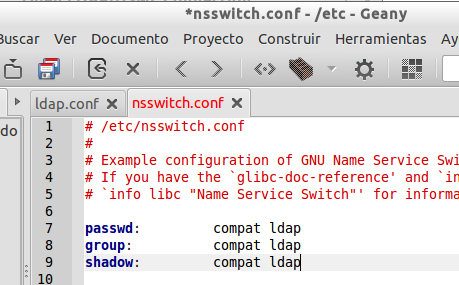 *nsswitch.conf - /etc - Geany
Buscar Ver Documento Proyecto Construir Herramientas
ldap.conf nsswitch.conf
do
1 # /etc/nsswitch.conf
2 #
3 # Example configuration of GNU Name Service Swi
4 # If you have the `glibc-doc-reference' and `in
5 # `info libc "Name Service Switch"' for informa
6
7 passwd: compat ldap
8 group: compat ldap
9 shadow: compat ldap
10